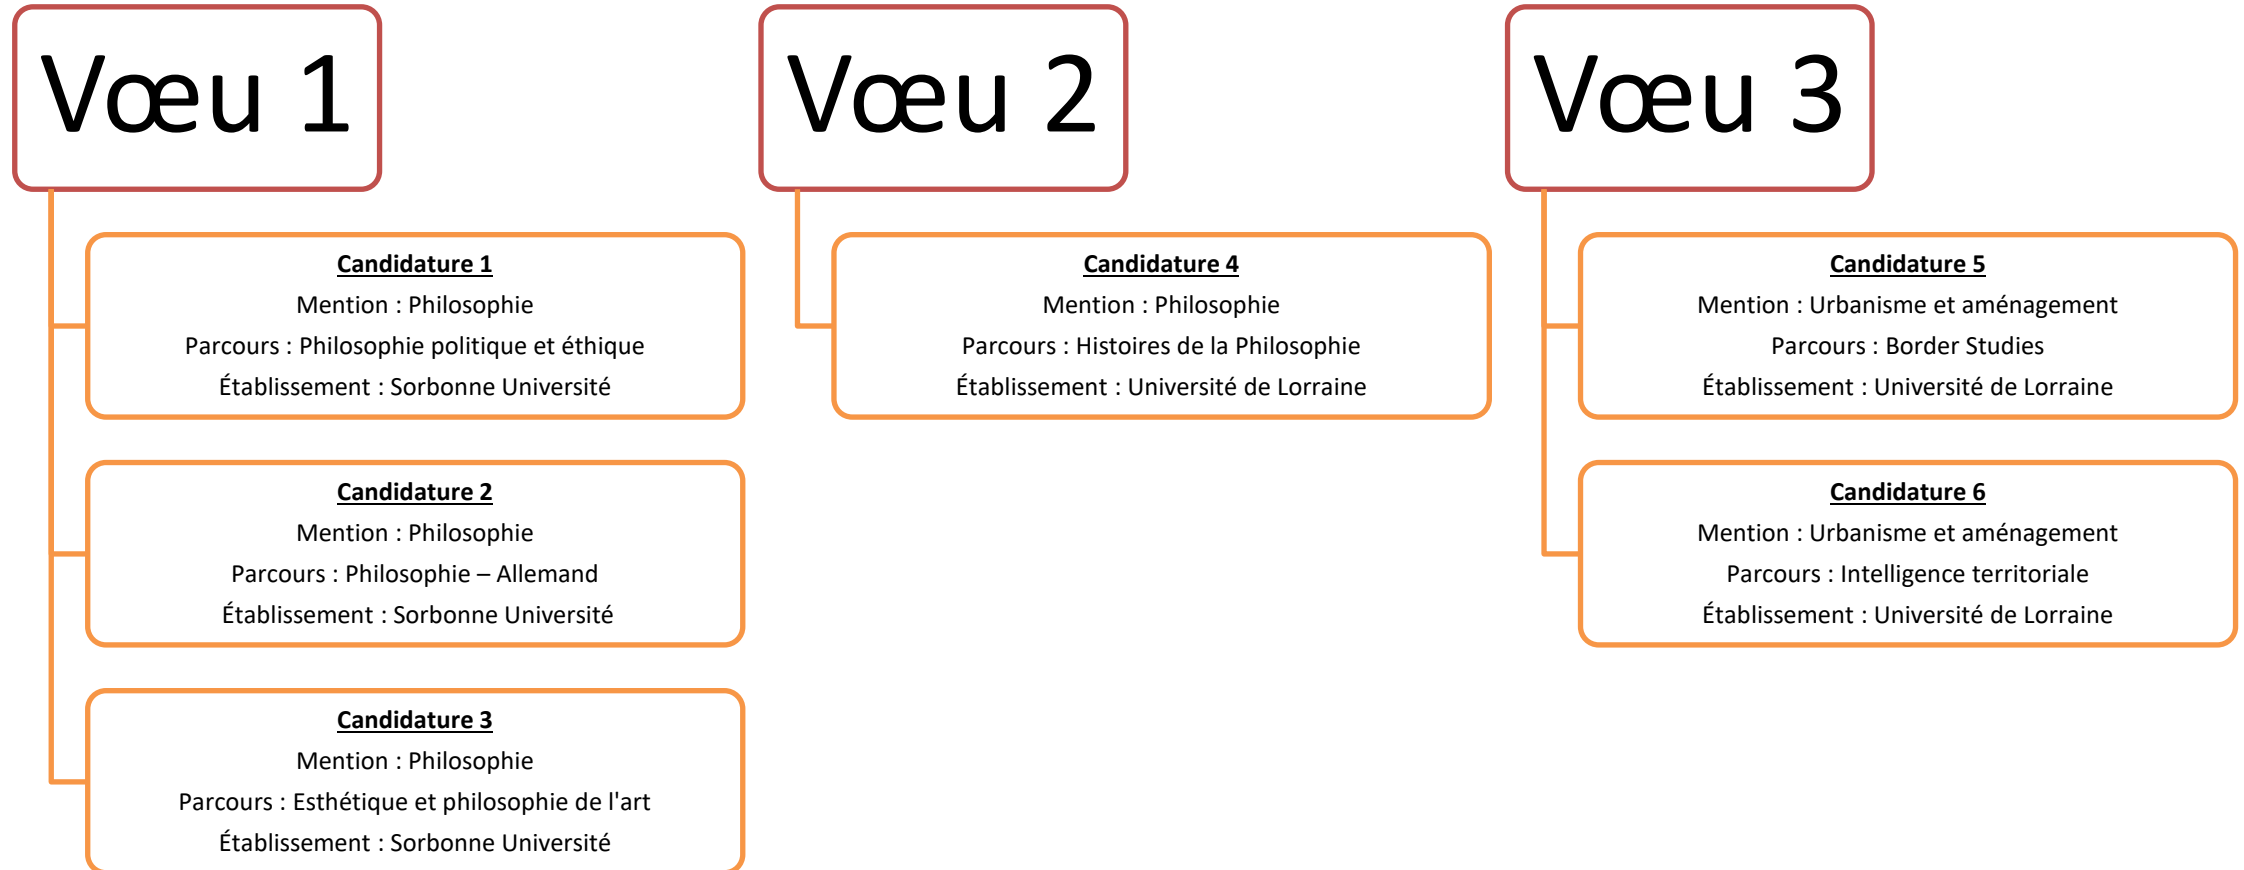 Vœu 1
Candidature 1
Mention : Philosophie
Parcours : Philosophie politique et éthique
Établissement : Sorbonne Université
Candidature 2
Mention : Philosophie
Parcours : Philosophie – Allemand
Établissement : Sorbonne Université
Candidature 3
Mention : Philosophie
Parcours : Esthétique et philosophie de l'art
Établissement : Sorbonne Université
Vœu 2
Candidature 4
Mention : Philosophie
Parcours : Histoires de la Philosophie
Établissement : Université de Lorraine
Vœu 3
Candidature 5
Mention : Urbanisme et aménagement
Parcours : Border Studies
Établissement : Université de Lorraine
Candidature 6
Mention : Urbanisme et aménagement
Parcours : Intelligence territoriale
Établissement : Université de Lorraine